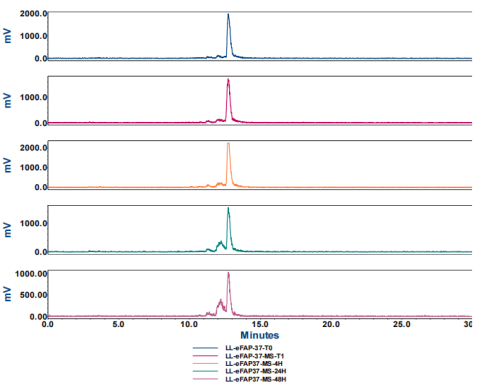 2000.0
mV
1000.0
0.0
mV
1000.0
0.0
2000.0
mV
1000.0
0.0
mV
1000.0
0.0
1000.00
mV
500.00
0.00
0.0 5.0 10.0 15.0 20.0 25.0 30
Minutes
LL-eFAP-37-T0
LL-eFAP-37-MS-T1
LL-eFAP37-MS-4H
LL-eFAP37-MS-24H
LL-eFAP37-MS-48H